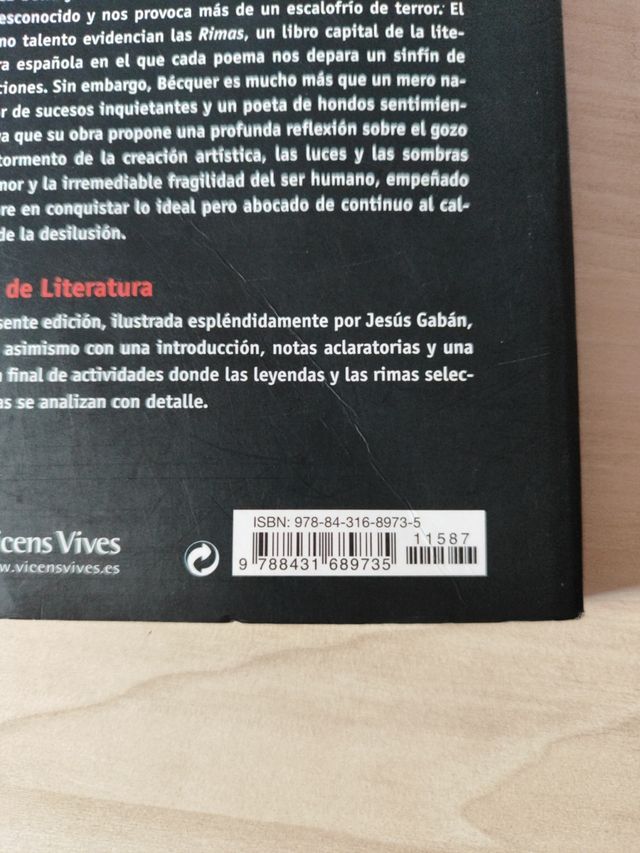 esconocido y nos provoca más de un escalofrío de terror. El
mo talento evidencian las Rimas, un libro capital de la lite-
ra española en el que cada poema nos depara un sinfín de
ciones. Sin embargo, Bécquer es mucho más que un mero na-
r de sucesos inquietantes y un poeta de hondos sentimien-
ya que su obra propone una profunda reflexión sobre el gozo
tormento de la creación artística, las luces y las sombras
mor y la irremediable fragilidad del ser humano, empeñado
re en conquistar lo ideal pero abocado de continuo al cal-
de la desilusión.
de Literatura
sente edición, ilustrada espléndidamente por Jesús Gabán,
asimismo con una introducción, notas aclaratorias y una
n final de actividades donde las leyendas y las rimas selec-
as se analizan con detalle.
icens Vives
w.vicensvives.es
ISBN: 978-84-316-8973-5
11587
9 788431 689735